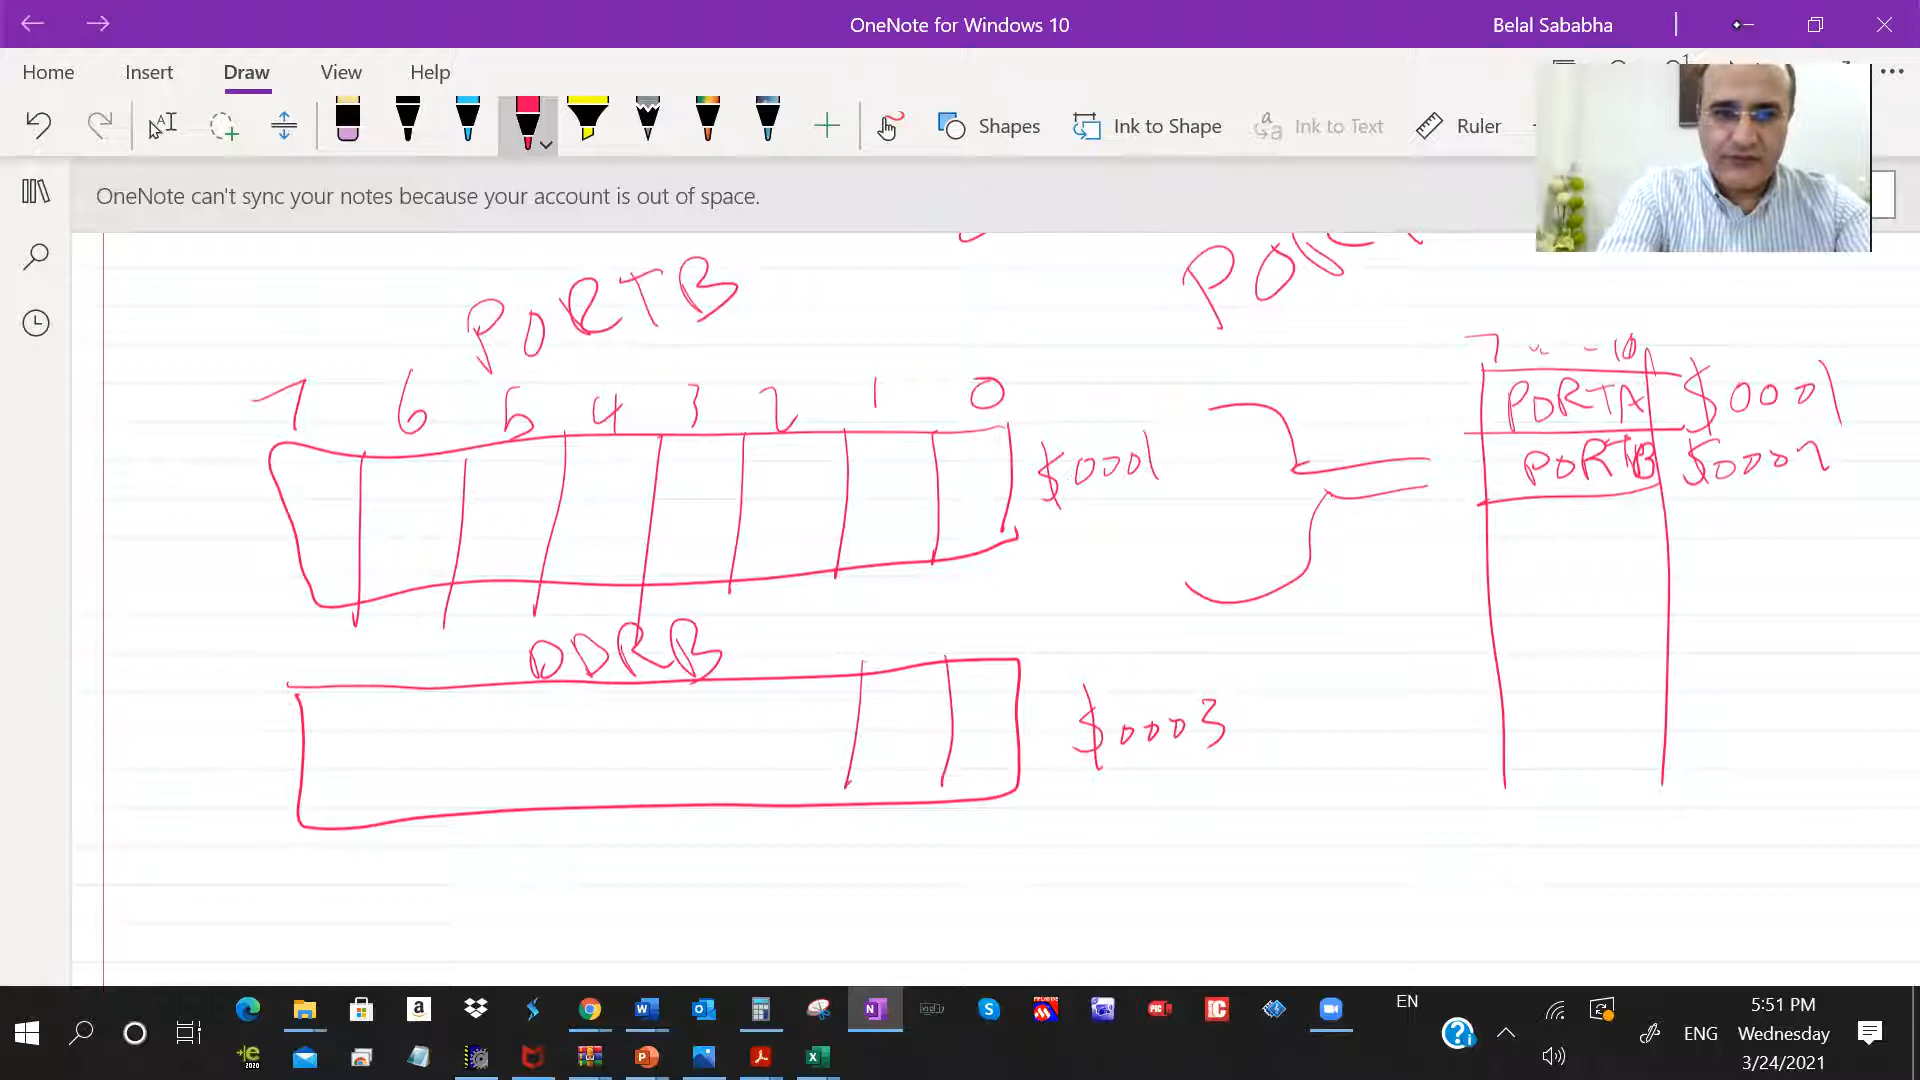 OneNote for Windows 10
Belal Sababha
Home Insert Draw View Help
Shapes
Ink to Shape
Ink to Text
Ruler
OneNote can't sync your notes because your account is out of space.
PORTB
7 6 5 4 3 2 1 0
$0001
DDRB
$0003
PORTA $0001
PORTB $0002
EN
ENG
5:51 PM
Wednesday
3/24/2021